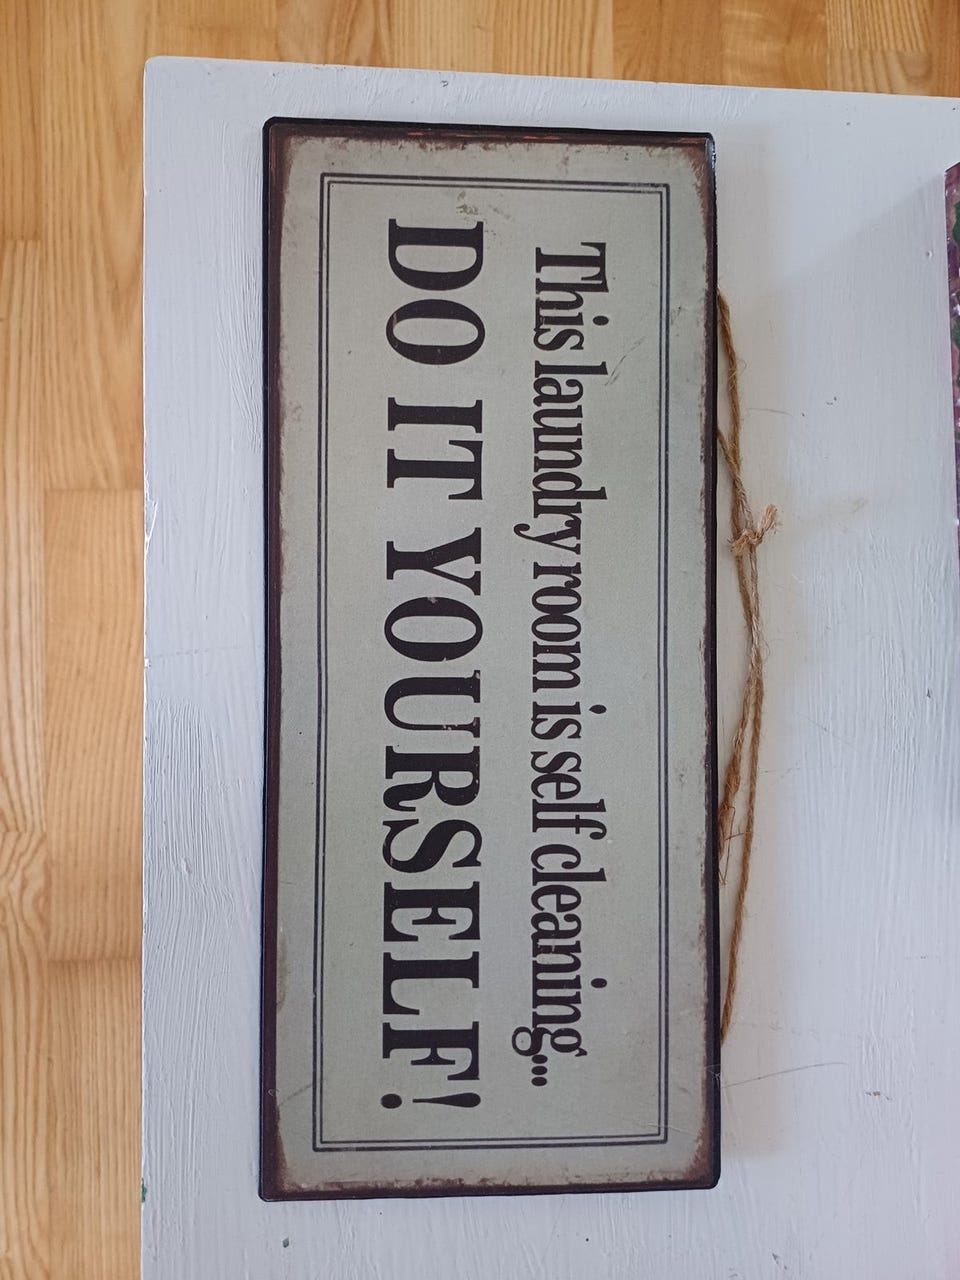 This laundry room is self cleaning...
DO IT YOURSELF!